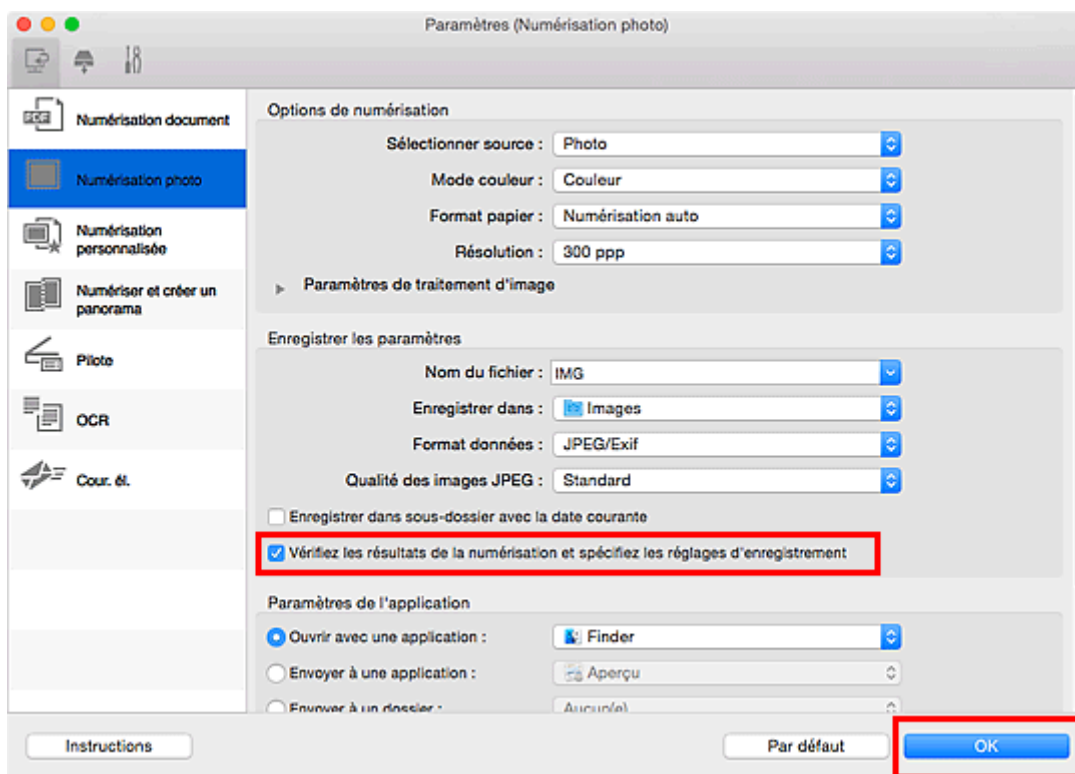 Paramètres (Numérisation photo)
Numérisation document
Numérisation photo
Numérisation
personnalisée
Numériser et créer un
panorama
Pilote
OCR
Cour. él.
Options de numérisation
Sélectionner source : Photo
Mode couleur : Couleur
Format papier : Numérisation auto
Résolution : 300 ppp
Paramètres de traitement d'image
Enregistrer les paramètres
Nom du fichier : IMG
Enregistrer dans : Images
Format données : JPEG/Exif
Qualité des images JPEG : Standard
Enregistrer dans sous-dossier avec la date courante
Vérifiez les résultats de la numérisation et spécifiez les réglages d'enregistrement
Paramètres de l'application
Ouvrir avec une application : Finder
Envoyer à une application : Aperçu
Envoyer à un dossier : Aucun(e)
Instructions
Par défaut
OK